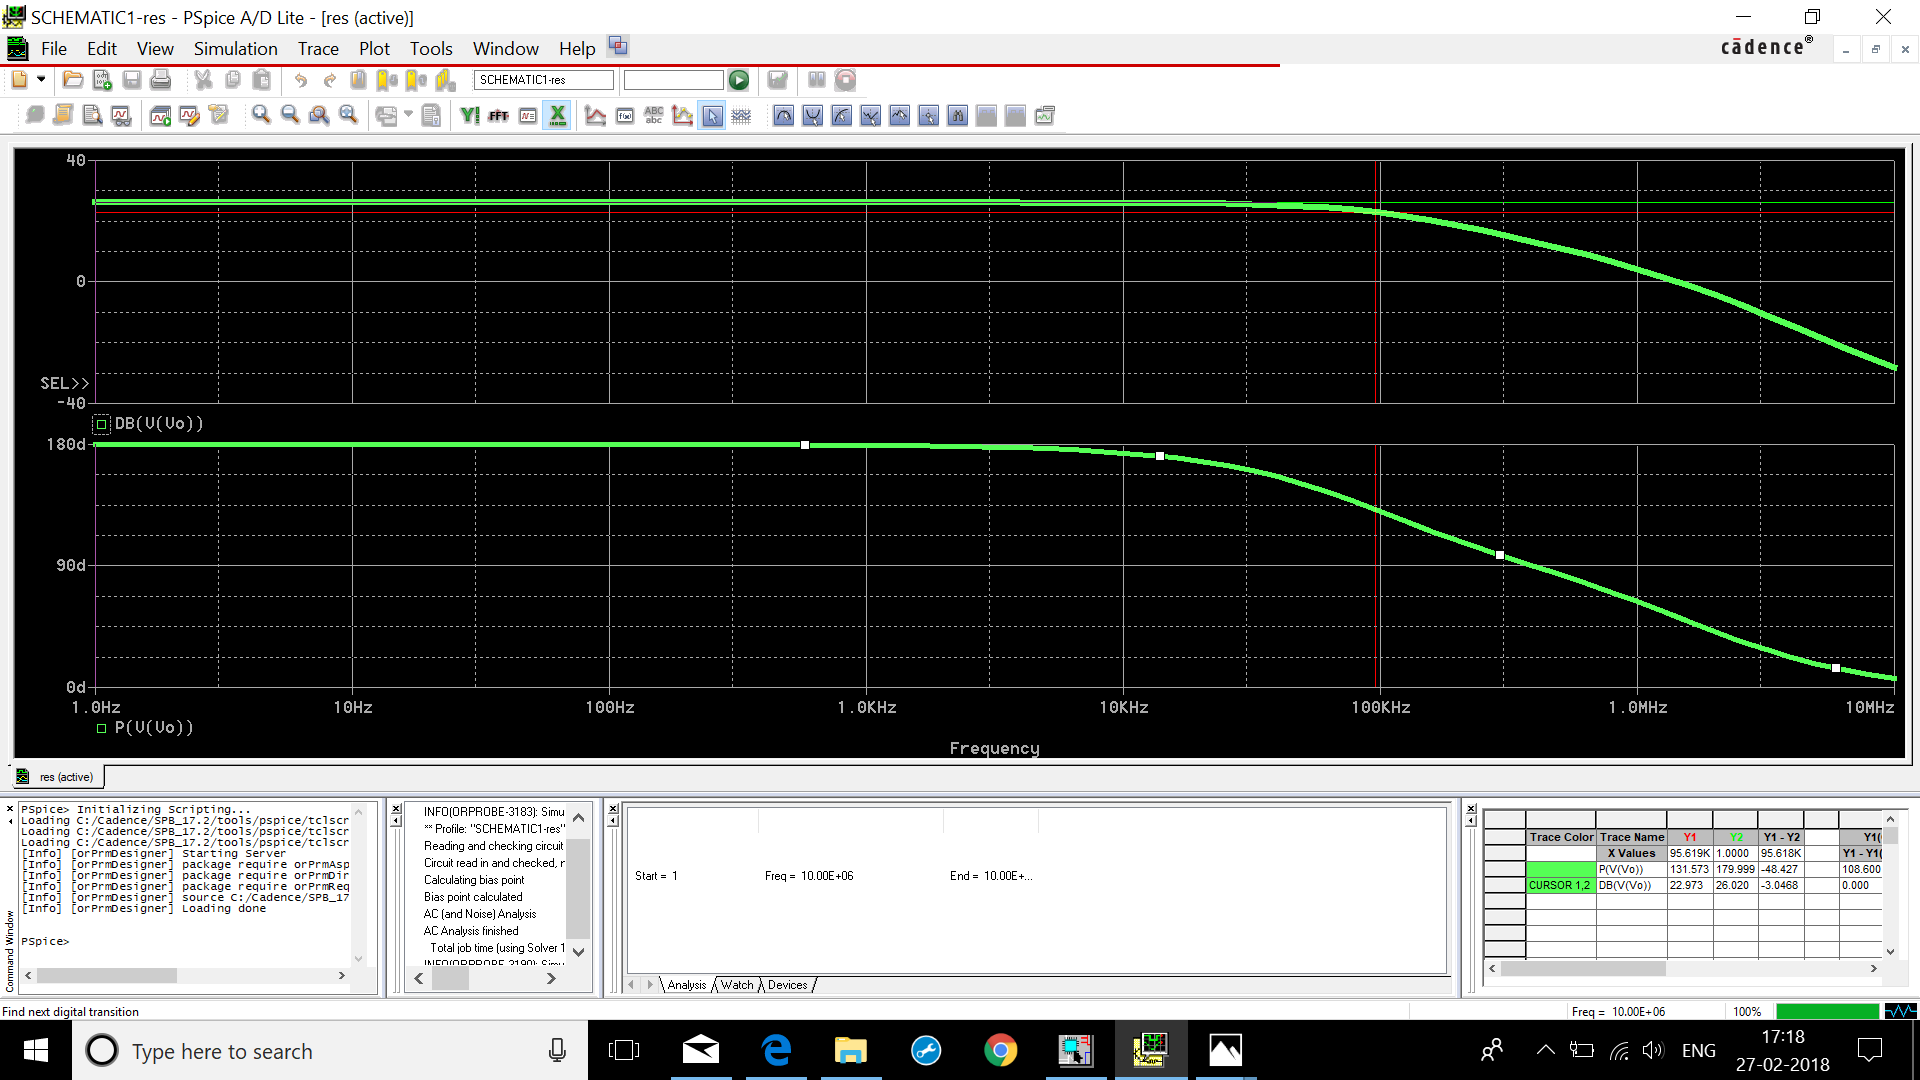 SCHEMATIC1-res - PSpice A/D Lite - [res (active)]
File Edit View Simulation Trace Plot Tools Window Help
cādence®
SCHEMATIC1-res
FFT
ABC
abc
40
0
SEL>>
-40
DB(V(Vo))
180d
90d
0d
1.0Hz 10Hz 100Hz 1.0KHz 10KHz 100KHz 1.0MHz 10MHz
P(V(Vo))
Frequency
res (active)
Command Window
PSpice> Initializing Scripting...
Loading C:/Cadence/SPB_17.2/tools/pspice/tclscr
Loading C:/Cadence/SPB_17.2/tools/pspice/tclscr
Loading C:/Cadence/SPB_17.2/tools/pspice/tclscr
[Info] [orPrmDesigner] Starting Server
[Info] [orPrmDesigner] package require orPrmAsp
[Info] [orPrmDesigner] package require orPrmDir
[Info] [orPrmDesigner] package require orPrmReq
[Info] [orPrmDesigner] source C:/Cadence/SPB_17
[Info] [orPrmDesigner] Loading done
PSpice>
INFO(ORPROBE-3183): Simu
** Profile: "SCHEMATIC1-res"
Reading and checking circuit
Circuit read in and checked, r
Calculating bias point
Bias point calculated
AC (and Noise) Analysis
AC Analysis finished
Total job time (using Solver 1
INFO(ORPROBE-3190): Simu
Start = 1 Freq = 10.00E+06 End = 10.00E+...
Analysis Watch Devices
Trace Color Trace Name Y1 Y2 Y1 - Y2 Y1(
X Values 95.619K 1.0000 95.618K Y1 - Y1(
P(V(Vo)) 131.573 179.999 -48.427 108.600
CURSOR 1,2 DB(V(Vo)) 22.973 26.020 -3.0468 0.000
Find next digital transition
Freq = 10.00E+06 100%
Type here to search
ENG
17:18
27-02-2018